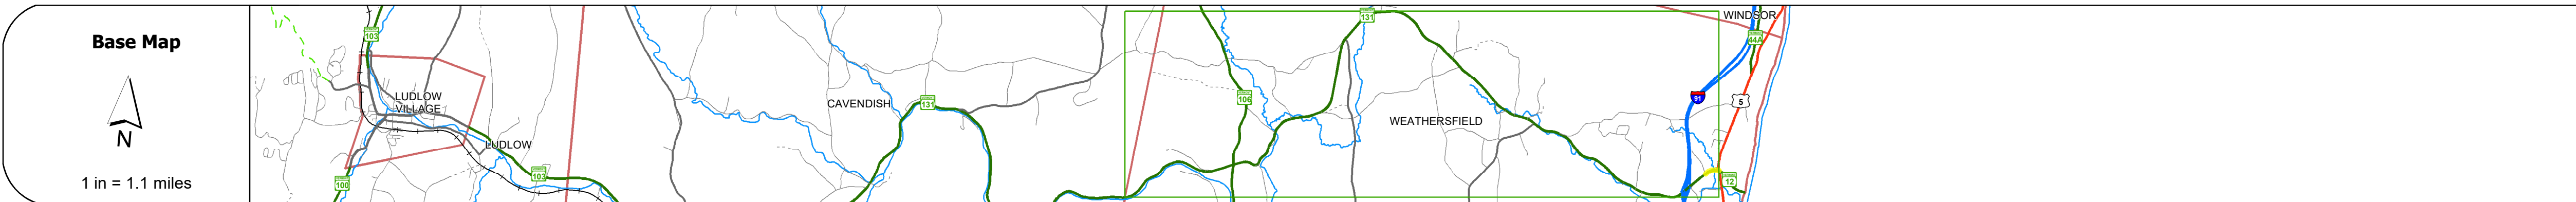 Base Map
N
1 in = 1.1 miles
103
LUDLOW
VILLAGE
LUDLOW
103
100
CAVENDISH
131
131
106
WEATHERSFIELD
WINDSOR
44A
91
5
12